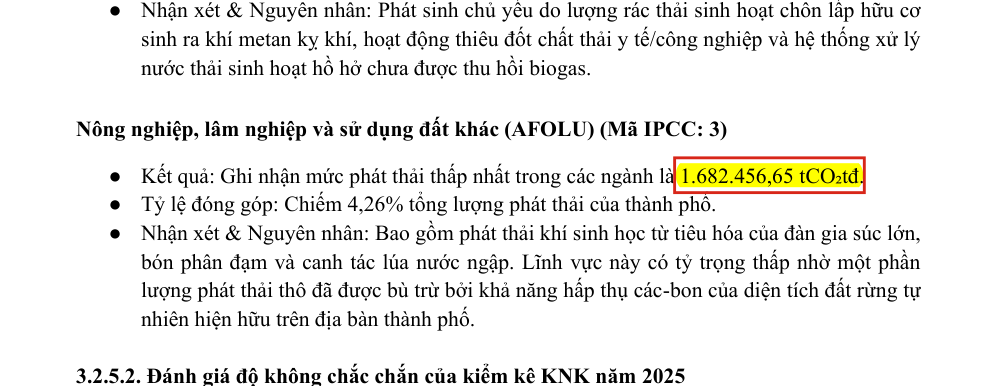 ● Nhận xét & Nguyên nhân: Phát sinh chủ yếu do lượng rác thải sinh hoạt chôn lấp hữu cơ
sinh ra khí metan kỵ khí, hoạt động thiêu đốt chất thải y tế/công nghiệp và hệ thống xử lý
nước thải sinh hoạt hồ hở chưa được thu hồi biogas.
Nông nghiệp, lâm nghiệp và sử dụng đất khác (AFOLU) (Mã IPCC: 3)
● Kết quả: Ghi nhận mức phát thải thấp nhất trong các ngành là 1.682.456,65 tCO₂tđ.
● Tỷ lệ đóng góp: Chiếm 4,26% tổng lượng phát thải của thành phố.
● Nhận xét & Nguyên nhân: Bao gồm phát thải khí sinh học từ tiêu hóa của đàn gia súc lớn,
bón phân đạm và canh tác lúa nước ngập. Lĩnh vực này có tỷ trọng thấp nhờ một phần
lượng phát thải thô đã được bù trừ bởi khả năng hấp thụ các-bon của diện tích đất rừng tự
nhiên hiện hữu trên địa bàn thành phố.
3.2.5.2. Đánh giá độ không chắc chắn của kiểm kê KNK năm 2025